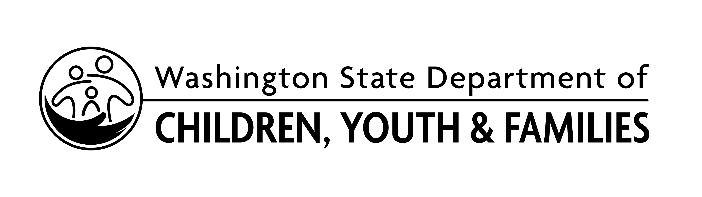 Washington State Department of
CHILDREN, YOUTH & FAMILIES